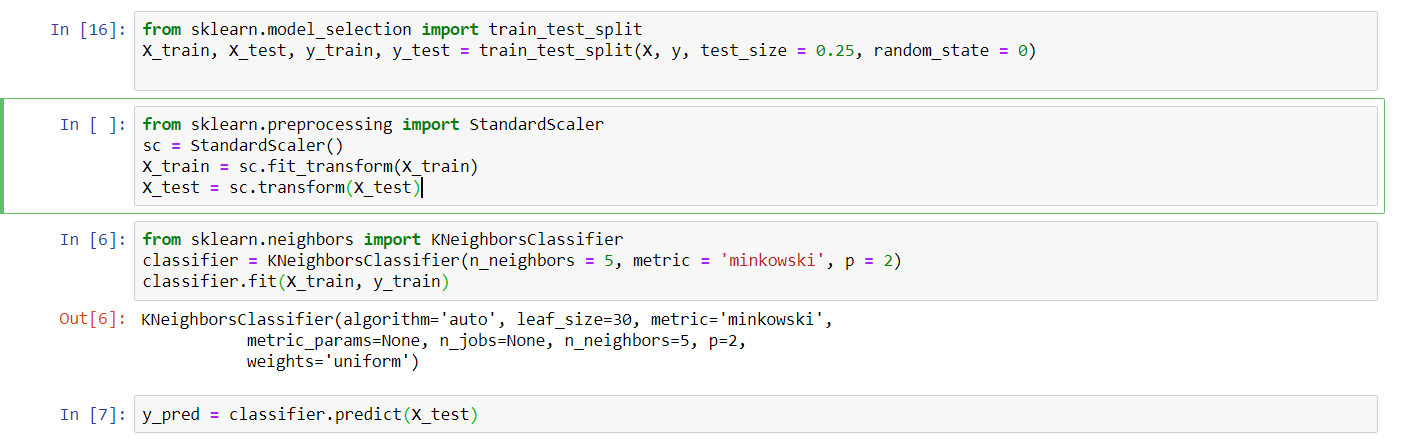 In [16]: from sklearn.model_selection import train_test_split
X_train, X_test, y_train, y_test = train_test_split(X, y, test_size = 0.25, random_state = 0)
In [ ]: from sklearn.preprocessing import StandardScaler
sc = StandardScaler()
X_train = sc.fit_transform(X_train)
X_test = sc.transform(X_test)
In [6]: from sklearn.neighbors import KNeighborsClassifier
classifier = KNeighborsClassifier(n_neighbors = 5, metric = 'minkowski', p = 2)
classifier.fit(X_train, y_train)
Out[6]: KNeighborsClassifier(algorithm='auto', leaf_size=30, metric='minkowski',
metric_params=None, n_jobs=None, n_neighbors=5, p=2,
weights='uniform')
In [7]: y_pred = classifier.predict(X_test)